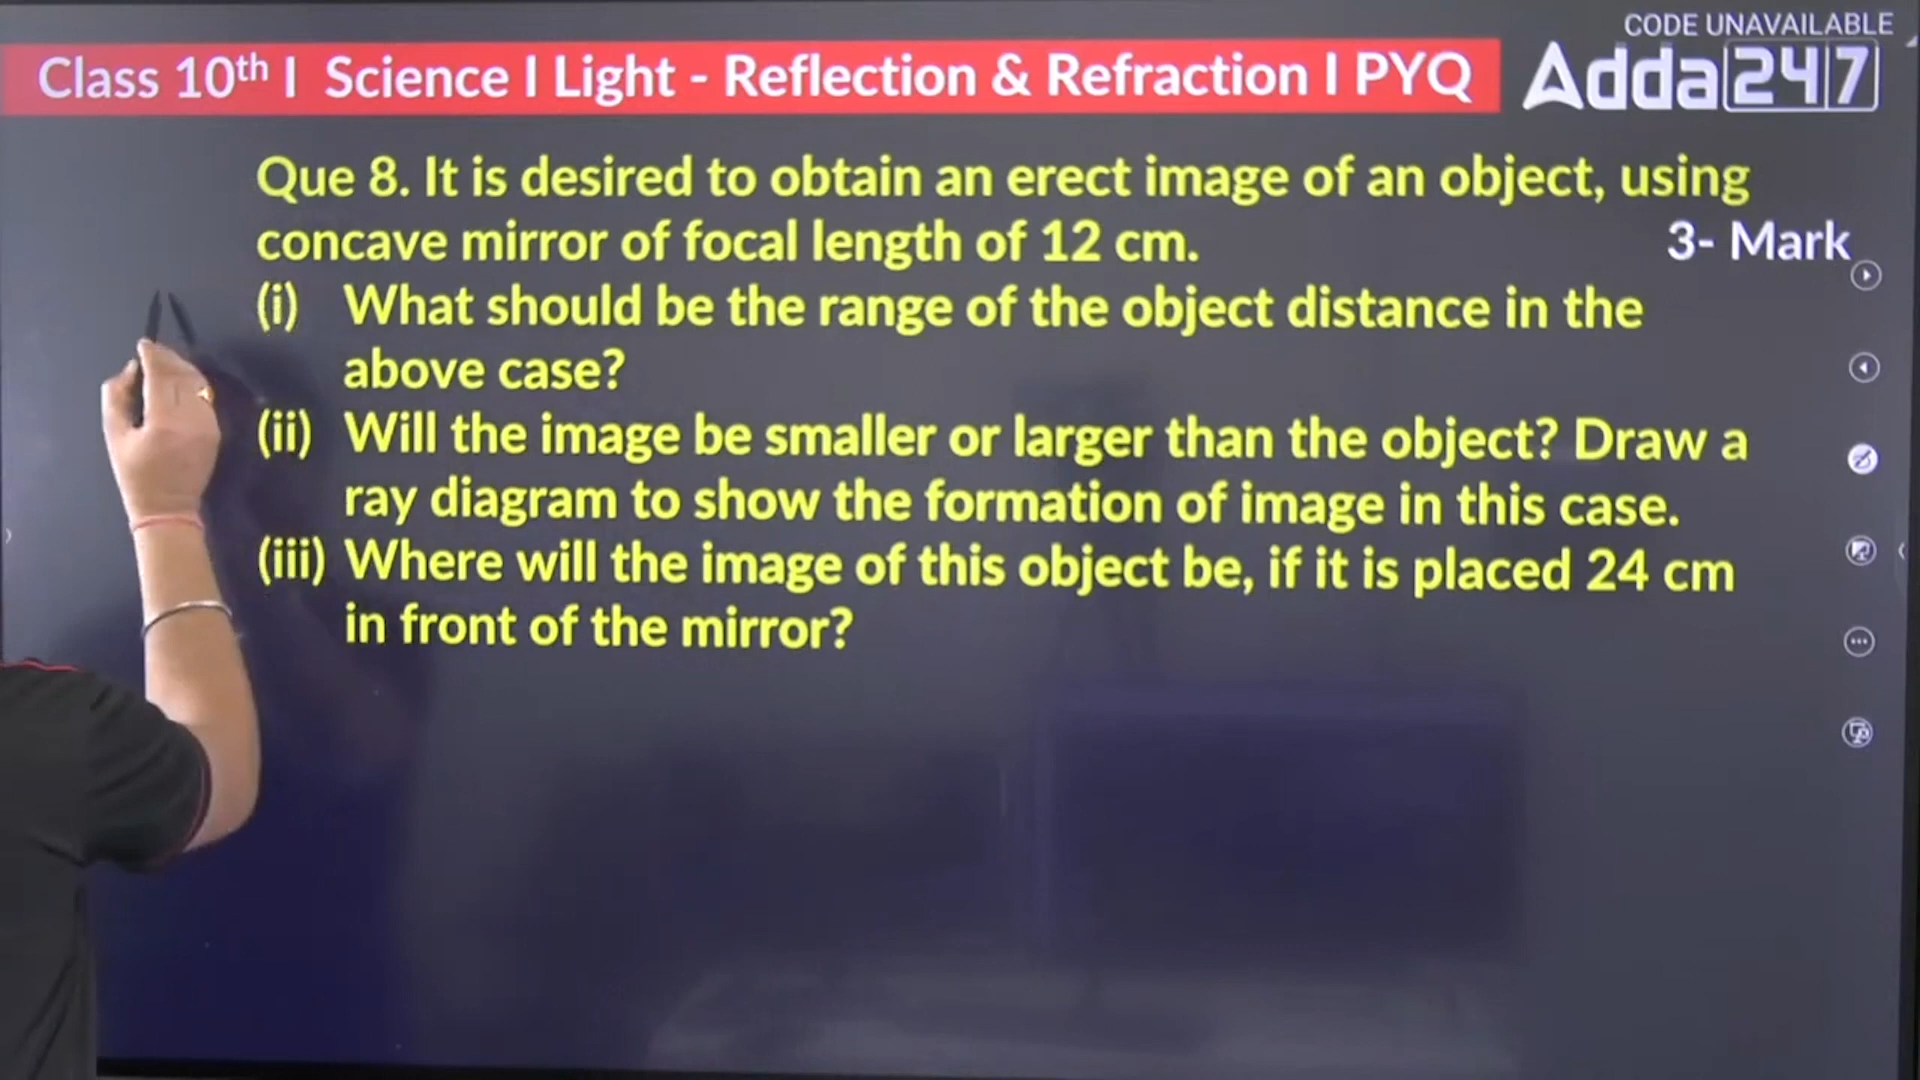 CODE UNAVAILABLE
Class 10th I Science I Light - Reflection & Refraction I PYQ
Adda247
Que 8. It is desired to obtain an erect image of an object, using
concave mirror of focal length of 12 cm.
3- Mark
(i) What should be the range of the object distance in the
above case?
(ii) Will the image be smaller or larger than the object? Draw a
ray diagram to show the formation of image in this case.
(iii) Where will the image of this object be, if it is placed 24 cm
in front of the mirror?